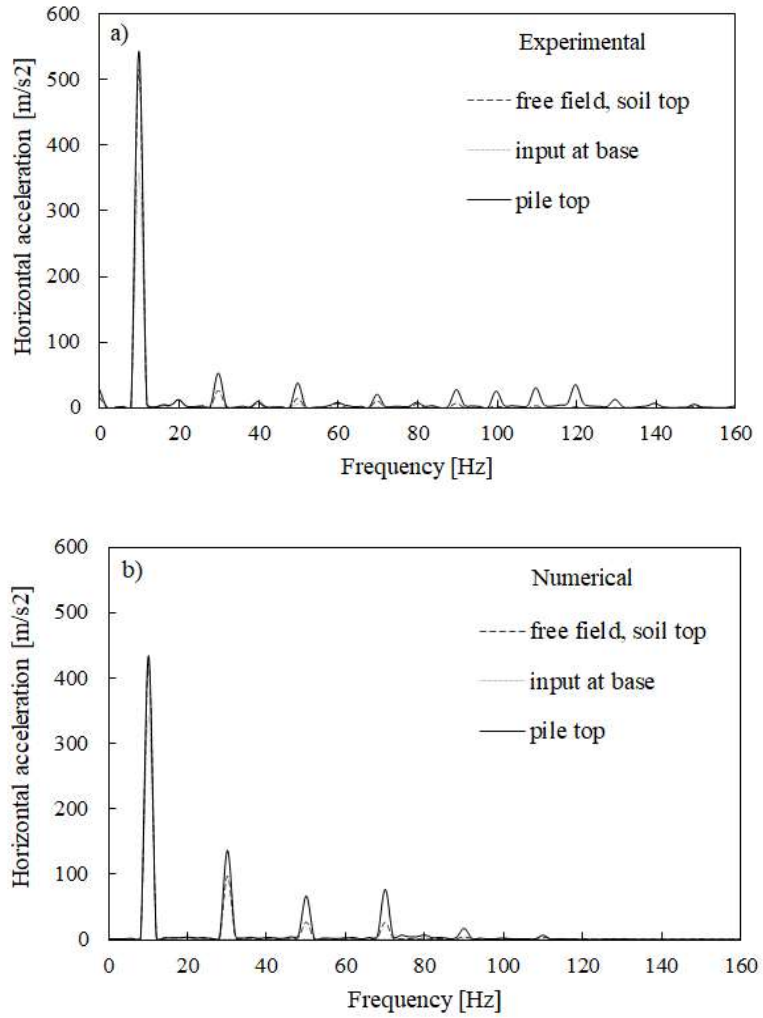 600
a)
Experimental
500
free field, soil top
400
input at base
300
pile top
200
100
0
Horizontal acceleration [m/s2]
0 20 40 60 80 100 120 140 160
Frequency [Hz]
600
b)
Numerical
500
free field, soil top
400
input at base
300
pile top
200
100
0
Horizontal acceleration [m/s2]
0 20 40 60 80 100 120 140 160
Frequency [Hz]